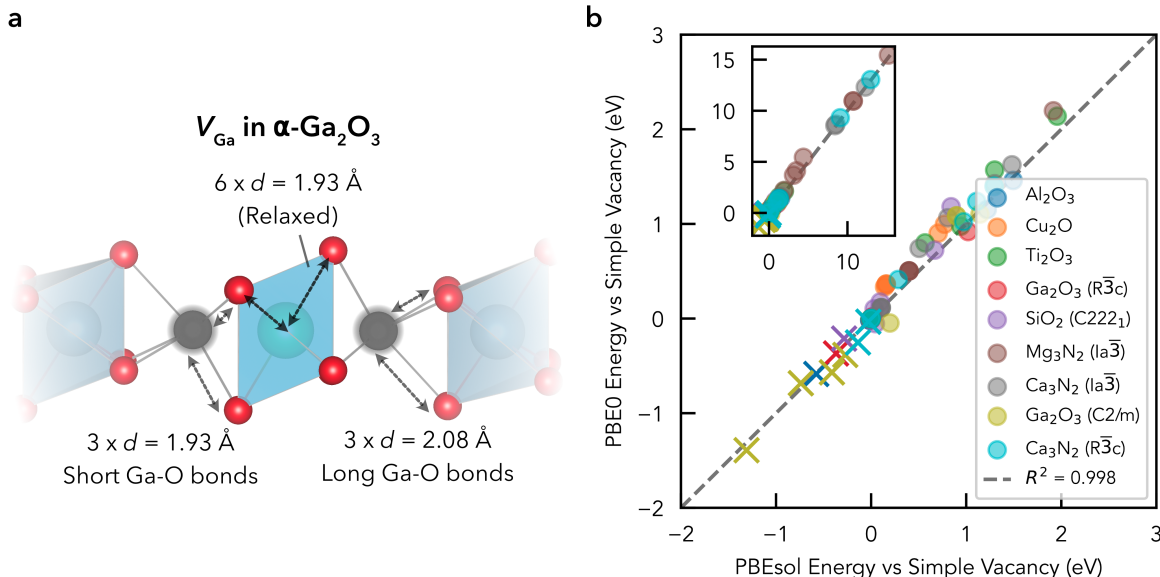 a
V_Ga in α-Ga₂O₃
6 x d = 1.93 Å
(Relaxed)
3 x d = 1.93 Å
Short Ga-O bonds
3 x d = 2.08 Å
Long Ga-O bonds
b
PBE0 Energy vs Simple Vacancy (eV)
3
2
1
0
−1
−2
−2
−1
0
1
2
3
PBEsol Energy vs Simple Vacancy (eV)
15
10
5
0
0
10
Al₂O₃
Cu₂O
Ti₂O₃
Ga₂O₃ (R3̅c)
SiO₂ (C222₁)
Mg₃N₂ (Ia3̅)
Ca₃N₂ (Ia3̅)
Ga₂O₃ (C2/m)
Ca₃N₂ (R3̅c)
R² = 0.998